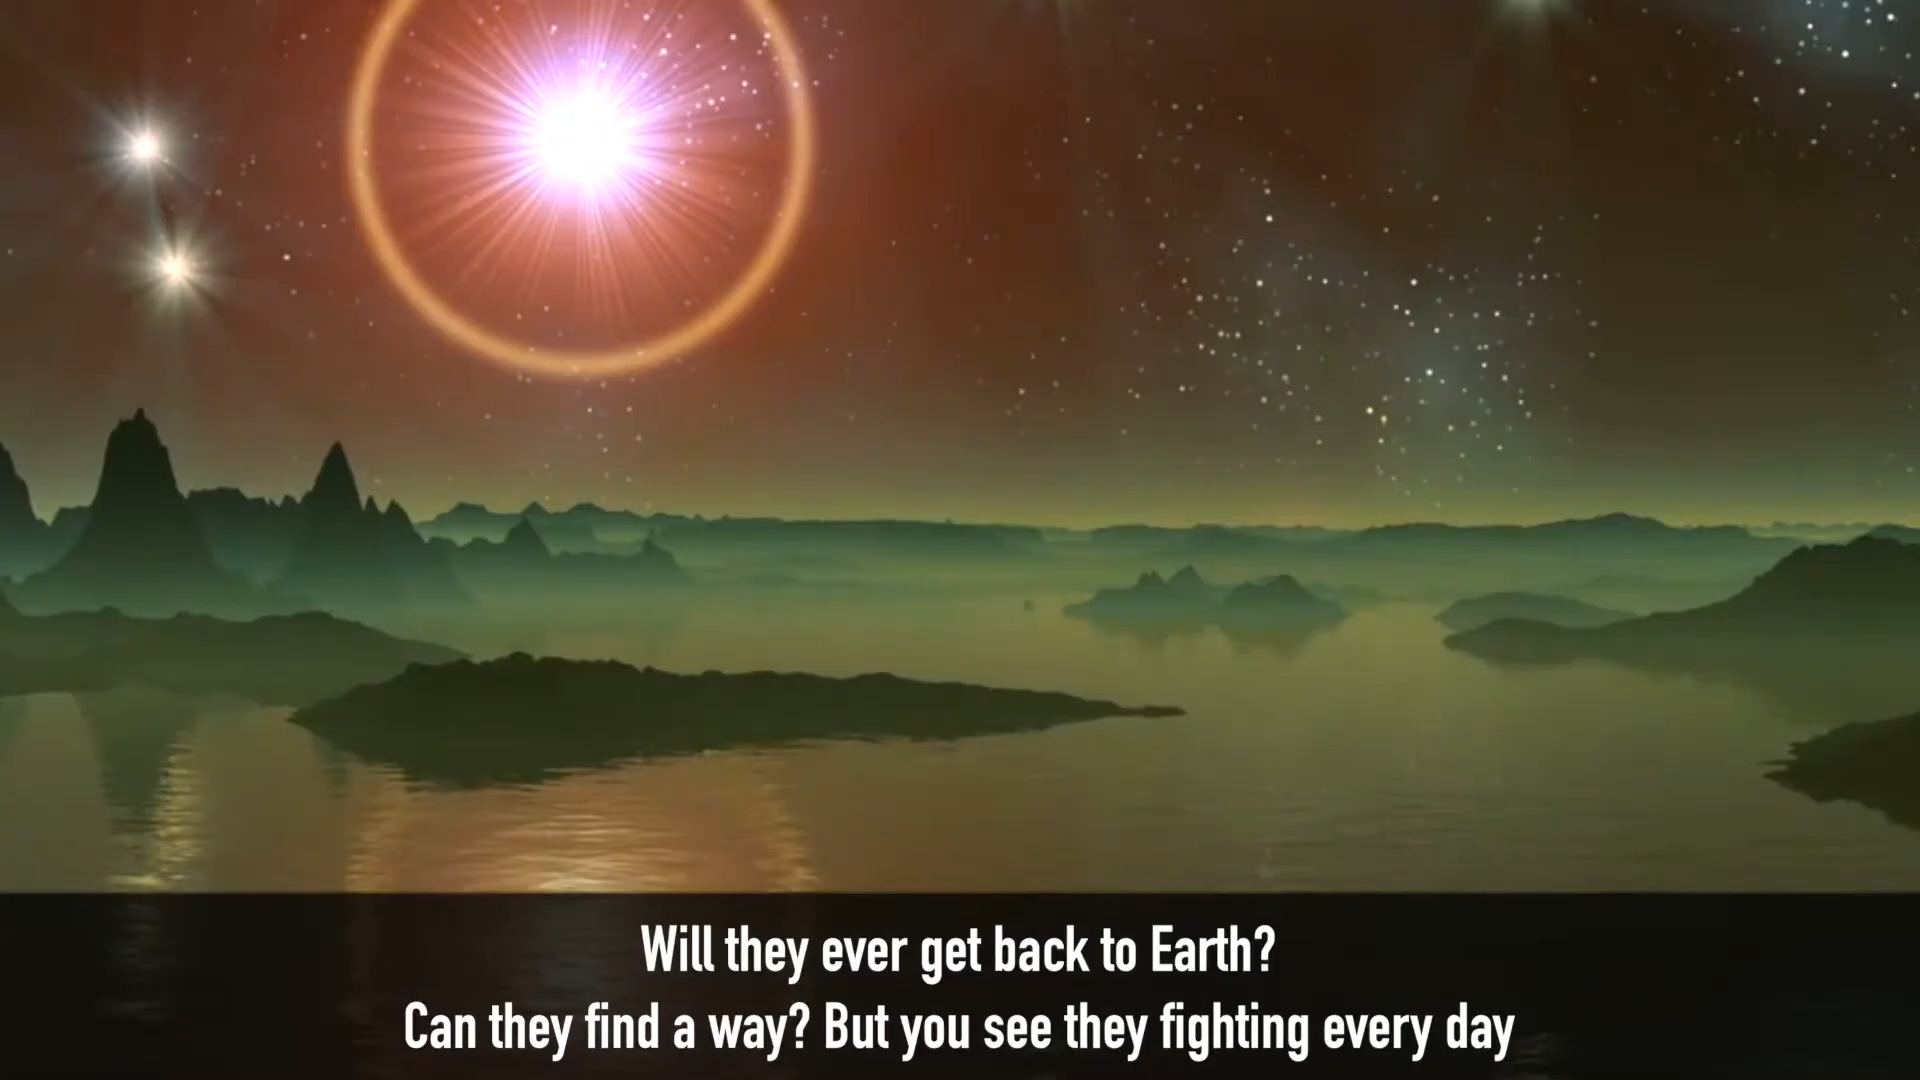 Will they ever get back to Earth?
Can they find a way? But you see they fighting every day